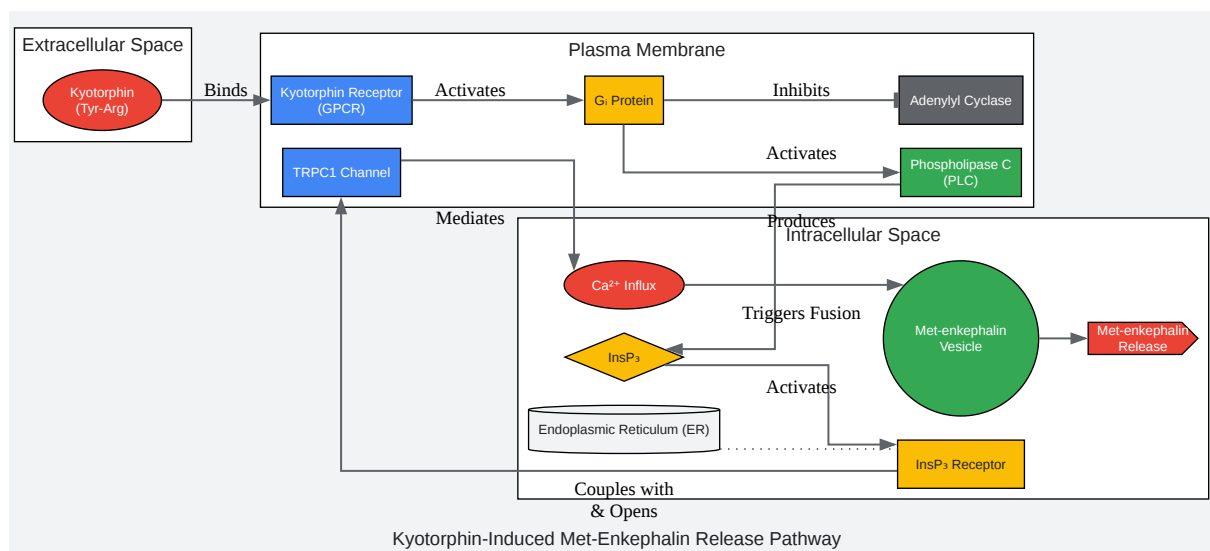 Extracellular Space
Plasma Membrane
Kyotorphin
(Tyr-Arg)
Binds
Kyotorphin Receptor
(GPCR)
Activates
Gᵢ Protein
Inhibits
Adenylyl Cyclase
TRPC1 Channel
Activates
Phospholipase C
(PLC)
Mediates
Produces
Intracellular Space
Ca²⁺ Influx
Triggers Fusion
Met-enkephalin
Vesicle
Met-enkephalin
Release
InsP₃
Activates
Endoplasmic Reticulum (ER)
InsP₃ Receptor
Couples with
& Opens
Kyotorphin-Induced Met-Enkephalin Release Pathway